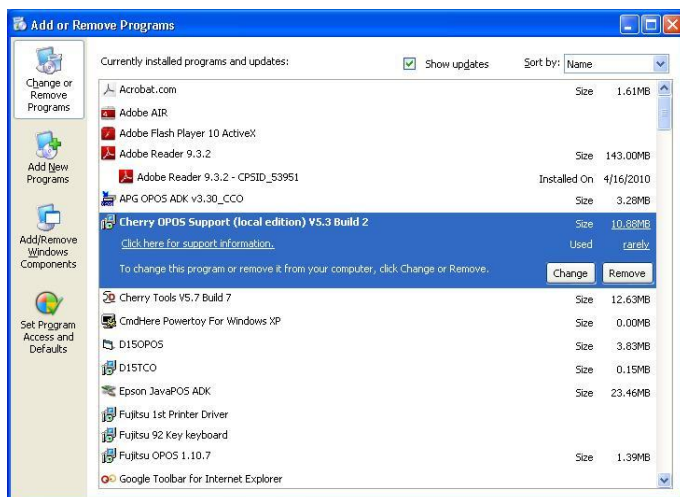 Add or Remove Programs
Change or
Remove
Programs
Add New
Programs
Add/Remove
Windows
Components
Set Program
Access and
Defaults
Currently installed programs and updates: Show updates Sort by: Name
Acrobat.com Size 1.61MB
Adobe AIR
Adobe Flash Player 10 ActiveX
Adobe Reader 9.3.2 Size 143.00MB
Adobe Reader 9.3.2 - CPSID_53951 Installed On 4/16/2010
APG OPOS ADK v3.30_CCO Size 3.28MB
Cherry OPOS Support (local edition) V5.3 Build 2 Size 10.88MB
Click here for support information. Used rarely
To change this program or remove it from your computer, click Change or Remove. Change Remove
Cherry Tools V5.7 Build 7 Size 12.63MB
CmdHere Powertoy For Windows XP Size 0.00MB
D15OPOS Size 3.83MB
D15TCO Size 0.15MB
Epson JavaPOS ADK Size 23.46MB
Fujitsu 1st Printer Driver
Fujitsu 92 Key keyboard
Fujitsu OPOS 1.10.7 Size 1.39MB
Google Toolbar for Internet Explorer